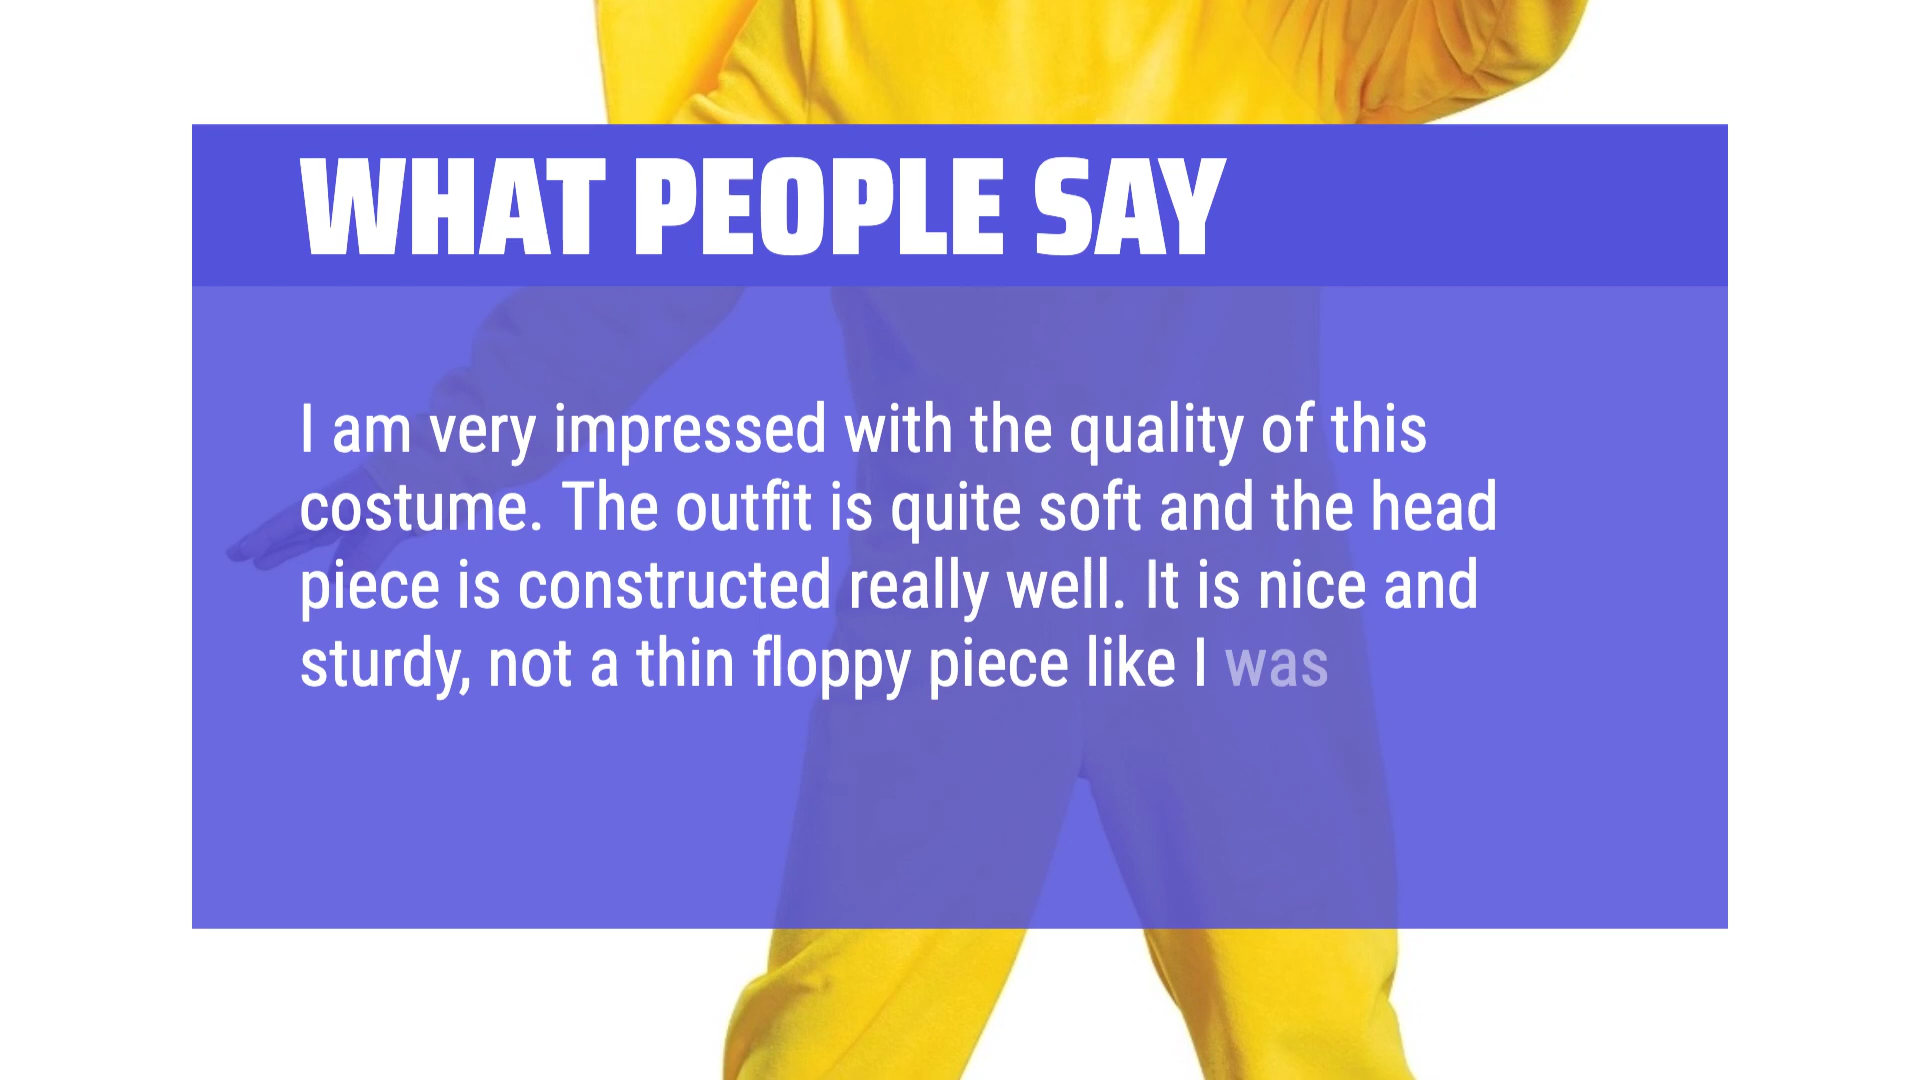 WHAT PEOPLE SAY
I am very impressed with the quality of this
costume. The outfit is quite soft and the head
piece is constructed really well. It is nice and
sturdy, not a thin floppy piece like I was